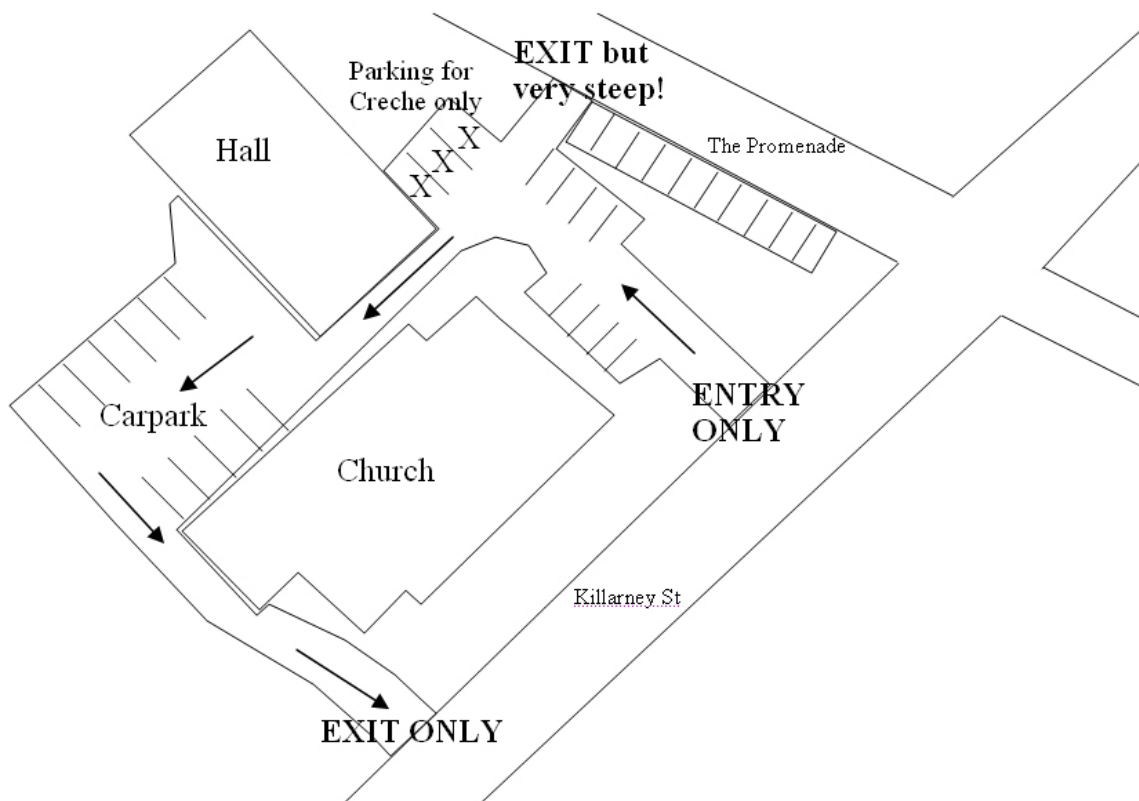 EXIT but
very steep!
Parking for
Creche only
X
X
X
Hall
The Promenade
ENTRY
ONLY
Carpark
Church
Killarney St
EXIT ONLY